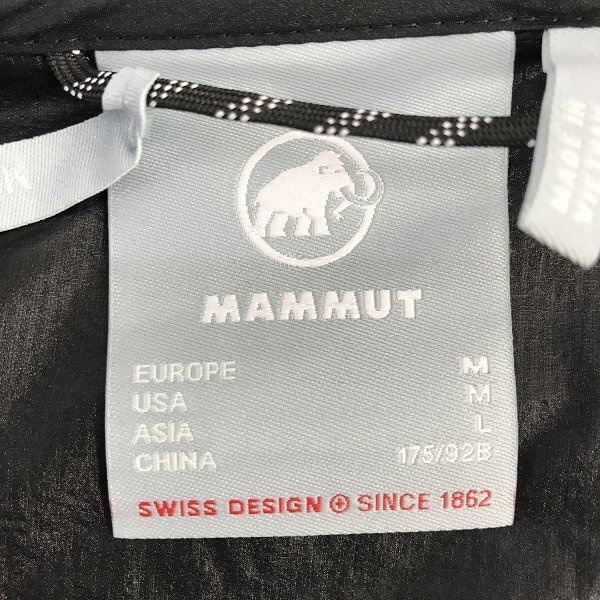 MAMMUT
EUROPE M
USA M
ASIA L
CHINA 175/92B
SWISS DESIGN SINCE 1862